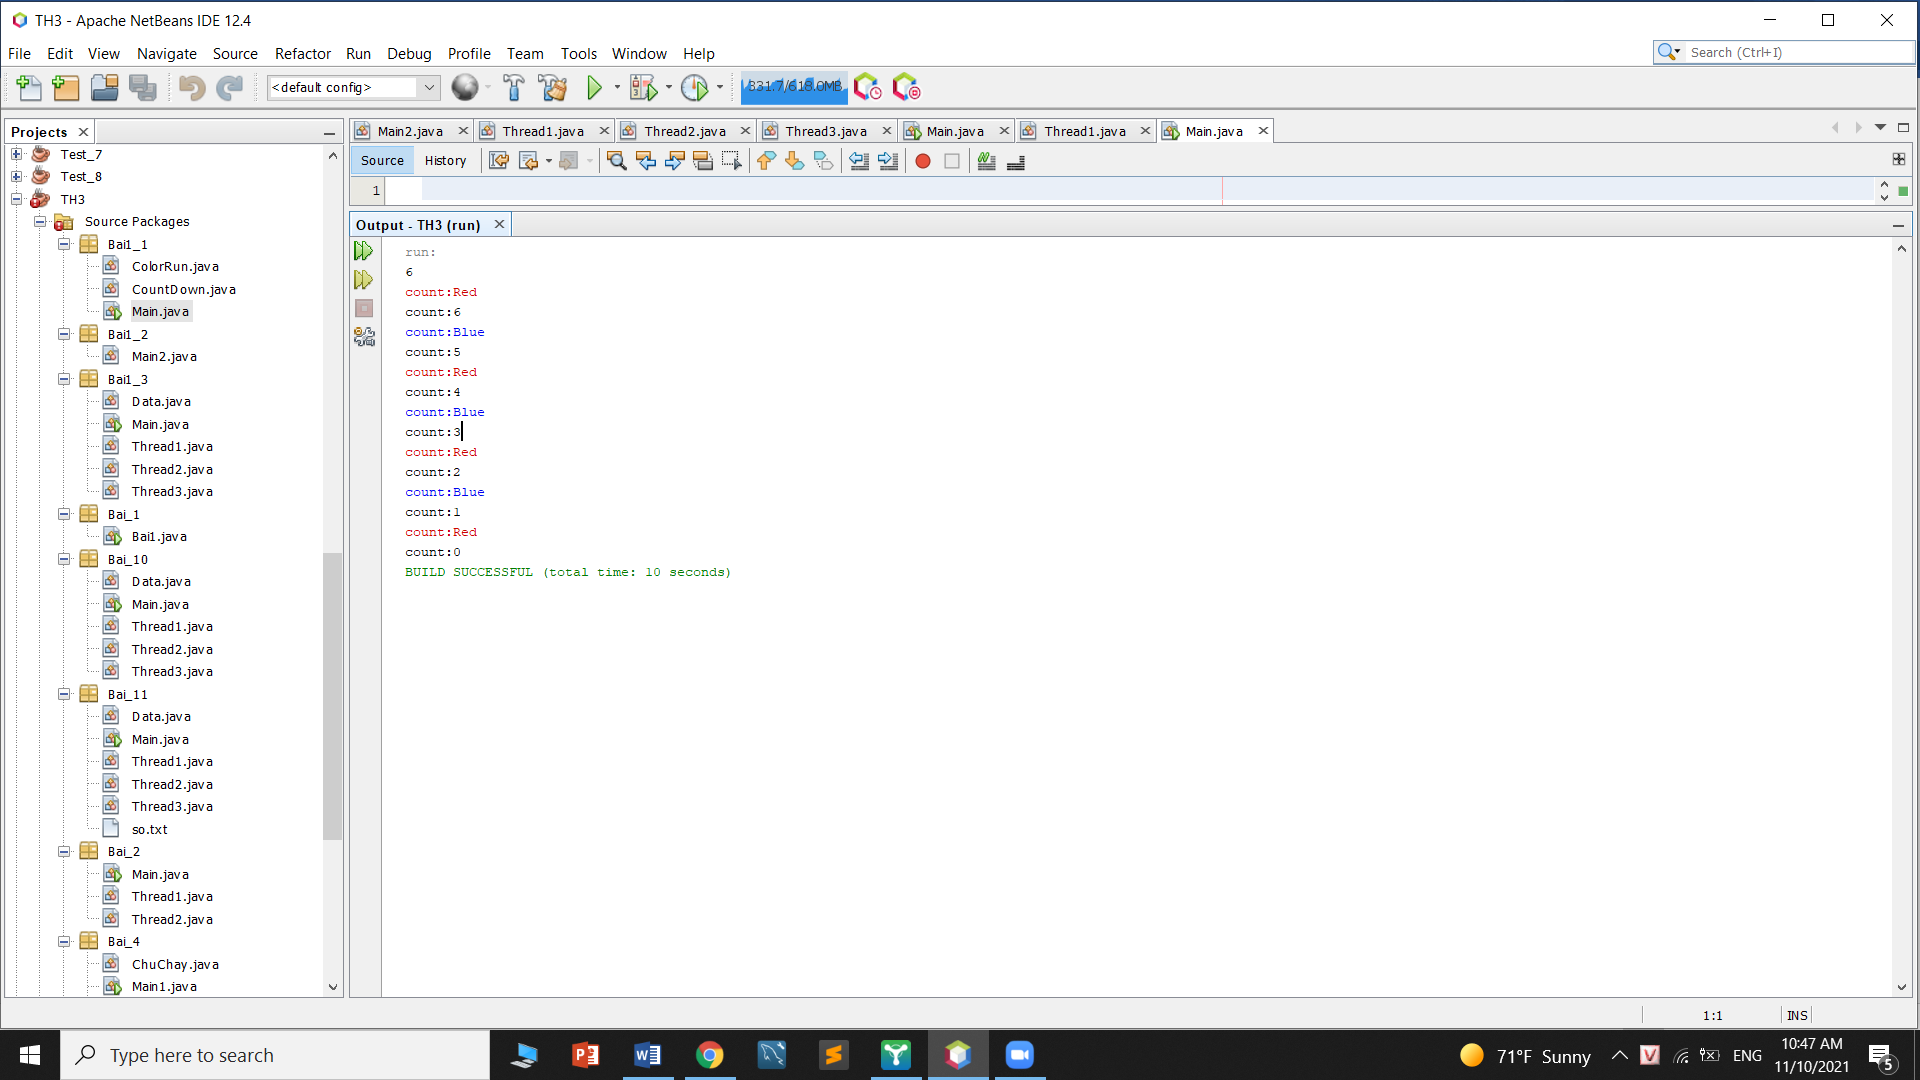 TH3 - Apache NetBeans IDE 12.4
File Edit View Navigate Source Refactor Run Debug Profile Team Tools Window Help
Search (Ctrl+I)
<default config>
331.7/618.0MB
Projects
Main2.java Thread1.java Thread2.java Thread3.java Main.java Thread1.java Main.java
Source History
1
Test_7
Test_8
TH3
Source Packages
Bai1_1
ColorRun.java
CountDown.java
Main.java
Bai1_2
Main2.java
Bai1_3
Data.java
Main.java
Thread1.java
Thread2.java
Thread3.java
Bai_1
Bai1.java
Bai_10
Data.java
Main.java
Thread1.java
Thread2.java
Thread3.java
Bai_11
Data.java
Main.java
Thread1.java
Thread2.java
Thread3.java
so.txt
Bai_2
Main.java
Thread1.java
Thread2.java
Bai_4
ChuChay.java
Main1.java
Output - TH3 (run)
run:
6
count:Red
count:6
count:Blue
count:5
count:Red
count:4
count:Blue
count:3
count:Red
count:2
count:Blue
count:1
count:Red
count:0
BUILD SUCCESSFUL (total time: 10 seconds)
1:1 INS
Type here to search
71°F Sunny
ENG
10:47 AM
11/10/2021
5